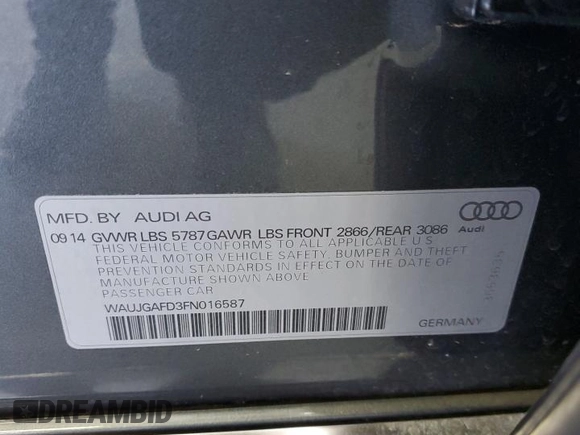 MFD. BY AUDI AG
09 14 GVWR LBS 5787 GAWR LBS FRONT 2866/REAR 3086
Audi
THIS VEHICLE CONFORMS TO ALL APPLICABLE U.S.
FEDERAL MOTOR VEHICLE SAFETY, BUMPER AND THEFT
PREVENTION STANDARDS IN EFFECT ON THE DATE OF
MANUFACTURE SHOWN ABOVE
PASSENGER CAR
WAUJGAFD3FN016587
GERMANY
DREAMBID